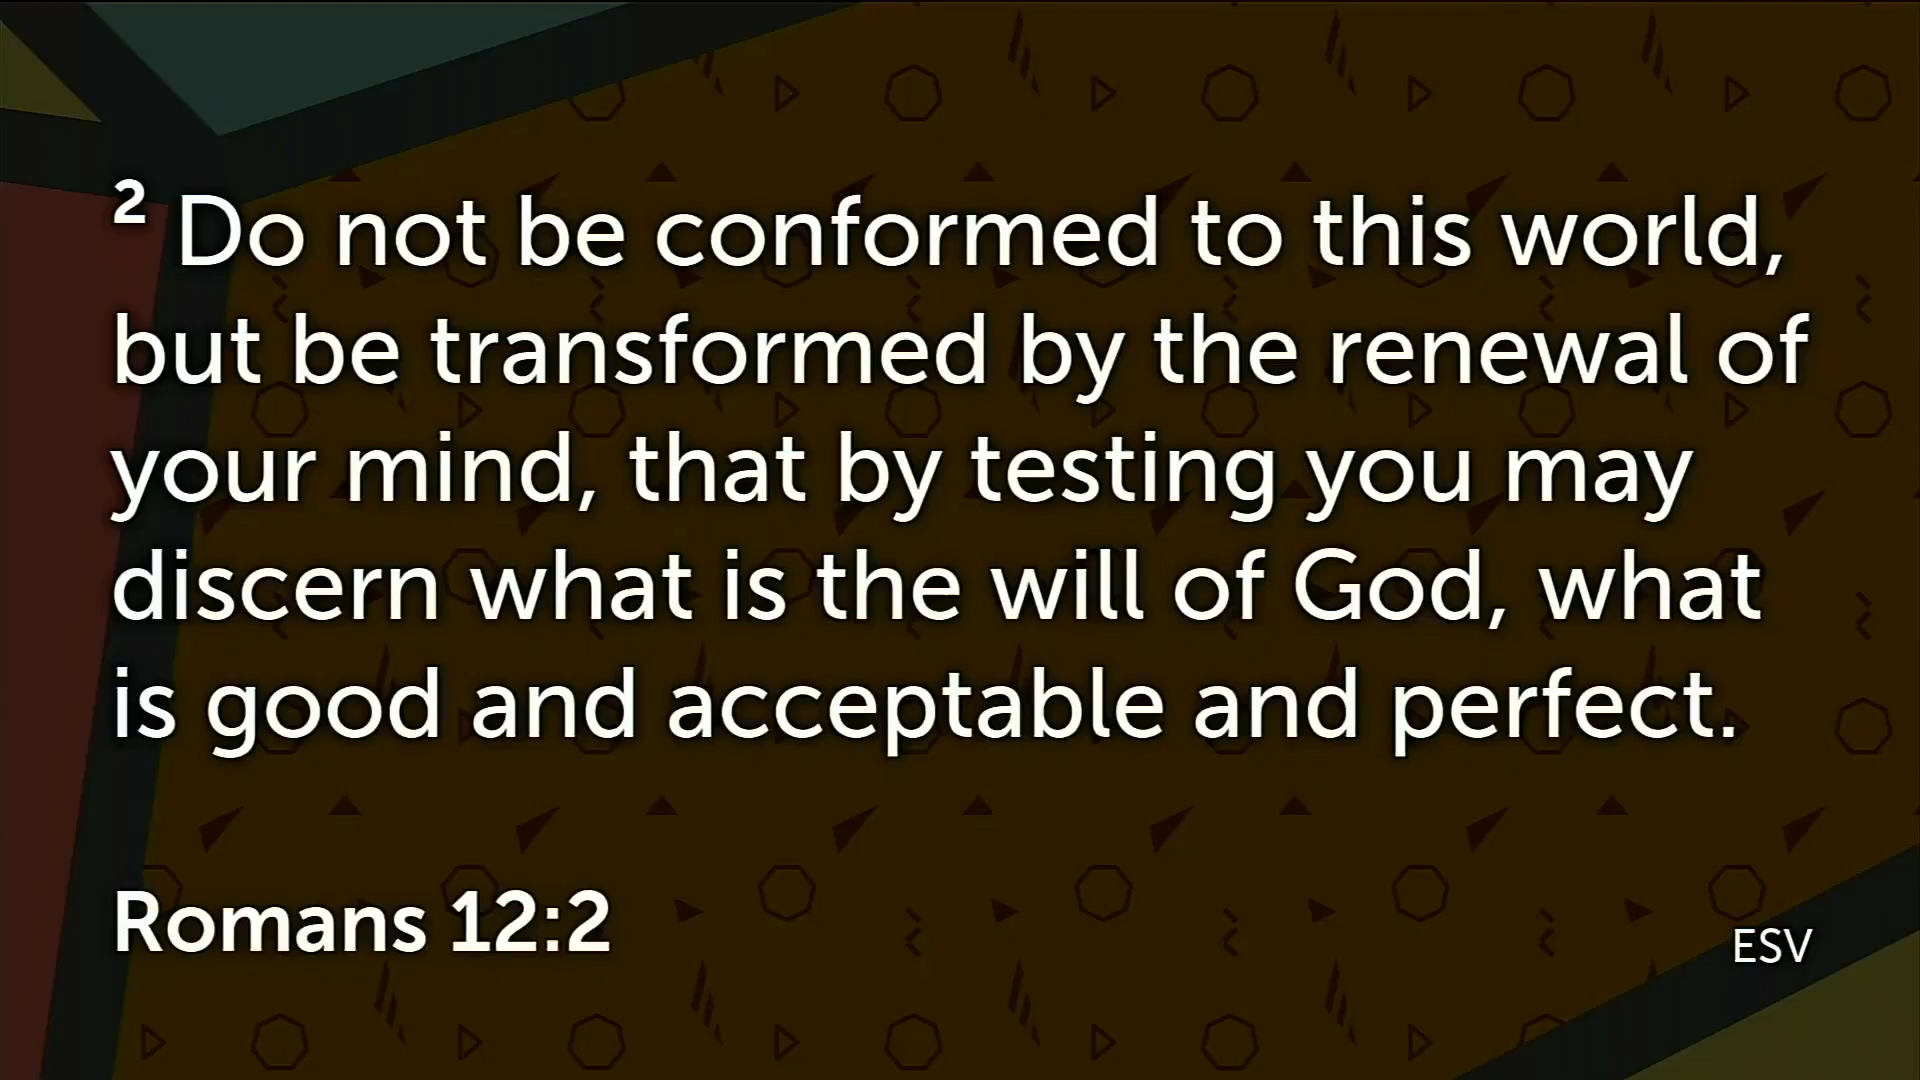 2 Do not be conformed to this world,
but be transformed by the renewal of
your mind, that by testing you may
discern what is the will of God, what
is good and acceptable and perfect.
Romans 12:2
ESV